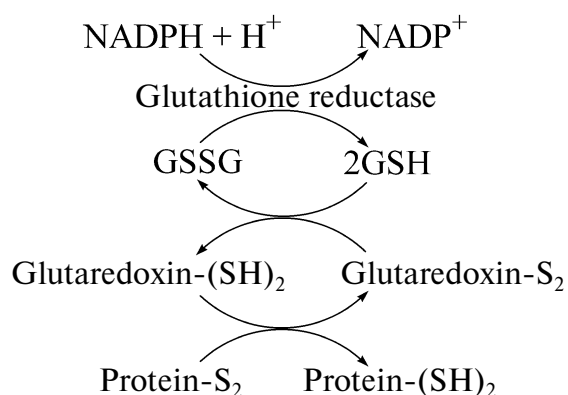 NADPH + H⁺ NADP⁺
Glutathione reductase
GSSG 2GSH
Glutaredoxin-(SH)₂ Glutaredoxin-S₂
Protein-S₂ Protein-(SH)₂